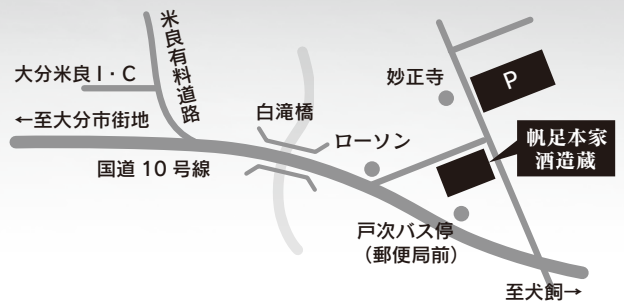 米良有料道路
大分米良I・C
←至大分市街地
国道 10 号線
白滝橋
ローソン
妙正寺
P
帆足本家
酒造蔵
戸次バス停
（郵便局前）
至犬飼→